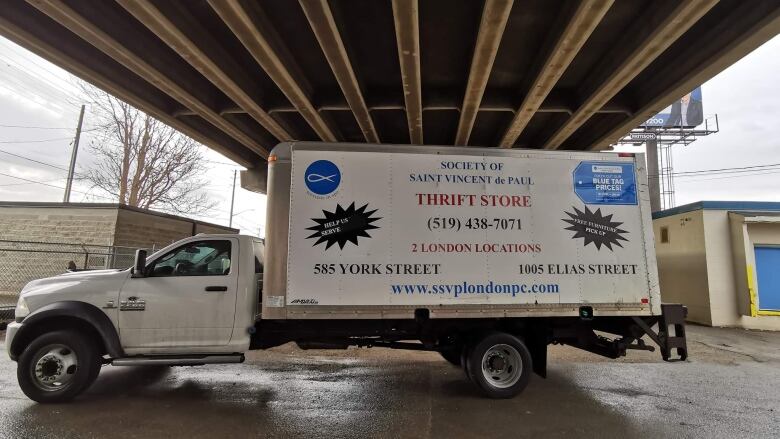 SOCIETY OF
SAINT VINCENT de PAUL
THRIFT STORE
(519) 438-7071
2 LONDON LOCATIONS
585 YORK STREET
1005 ELIAS STREET
www.ssvplondonpc.com
HELP US
SERVE
FREE FURNITURE
PICK UP
BLUE TAG
PRICES!
PATTISON